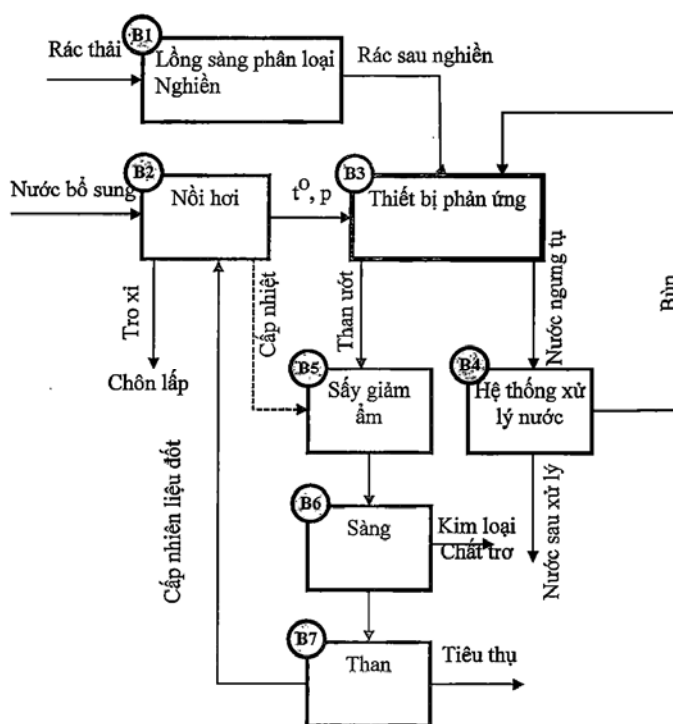 B1
Rác thải
Lồng sàng phân loại
Nghiền
Rác sau nghiền
B2
Nước bổ sung
Nồi hơi
t⁰, p
B3
Thiết bị phản ứng
Tro xỉ
Cấp nhiệt
Than ướt
Nước ngưng tụ
Bùn
Chôn lấp
B5
Sấy giảm
ẩm
B4
Hệ thống xử
lý nước
Cấp nhiên liệu đốt
B6
Sàng
Kim loại
Chất trơ
Nước sau xử lý
B7
Than
Tiêu thụ